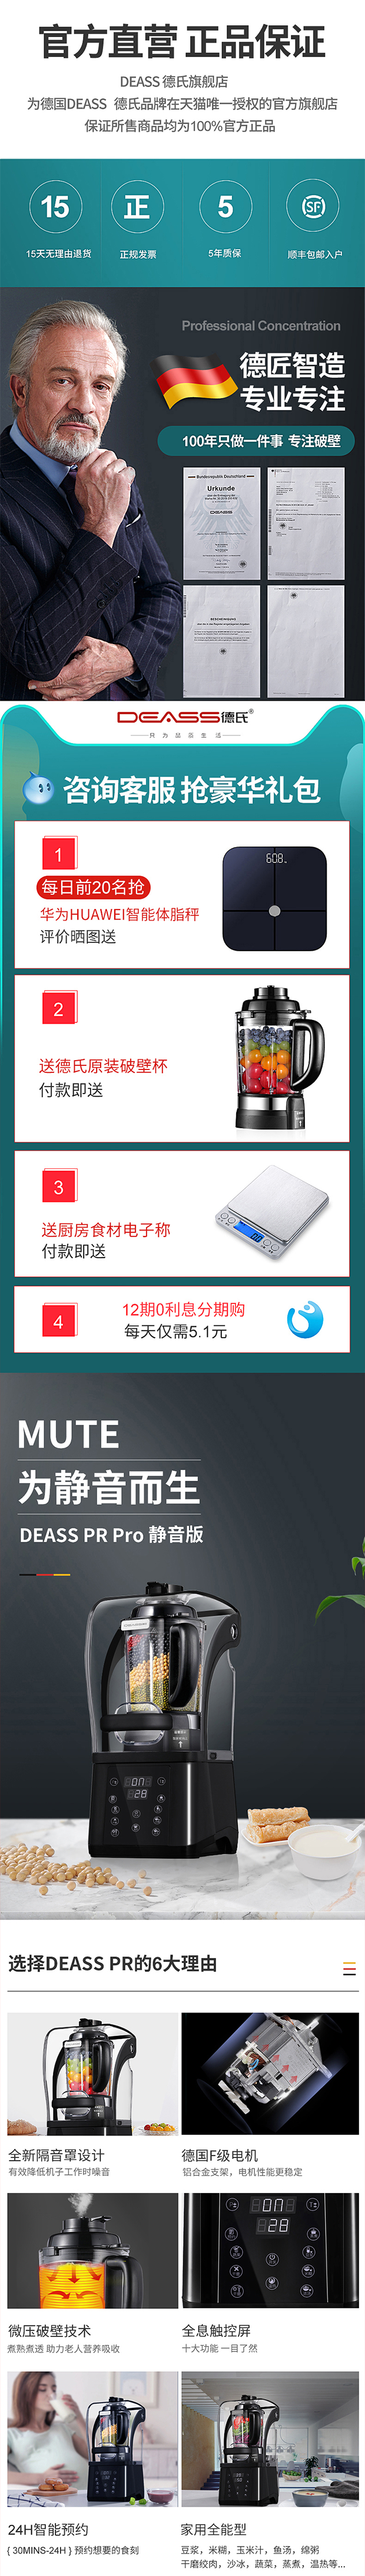 官方直营 正品保证
DEASS 德氏旗舰店
为德国DEASS 德氏品牌在天猫唯一授权的官方旗舰店
保证所售商品均为100%官方正品
15
正
5
SF
15天无理由退货
正规发票
5年质保
顺丰包邮入户
Professional Concentration
德匠智造
专业专注
100年只做一件事 专注破壁
Bundesrepublik Deutschland
Urkunde
DEASS
DEASS德氏®
只为品质生活
咨询客服 抢豪华礼包
1
每日前20名抢
华为HUAWEI智能体脂秤
评价晒图送
2
送德氏原装破壁杯
付款即送
3
送厨房食材电子称
付款即送
4
12期0利息分期购
每天仅需5.1元
MUTE
为静音而生
DEASS PR Pro 静音版
选择DEASS PR的6大理由
全新隔音罩设计
有效降低机子工作时噪音
德国F级电机
铝合金支架，电机性能更稳定
微压破壁技术
煮熟煮透 助力老人营养吸收
全息触控屏
十大功能 一目了然
24H智能预约
{ 30MINS-24H } 预约想要的食刻
家用全能型
豆浆，米糊，玉米汁，鱼汤，绵粥
干磨绞肉，沙冰，蔬菜，蒸煮，温热等...